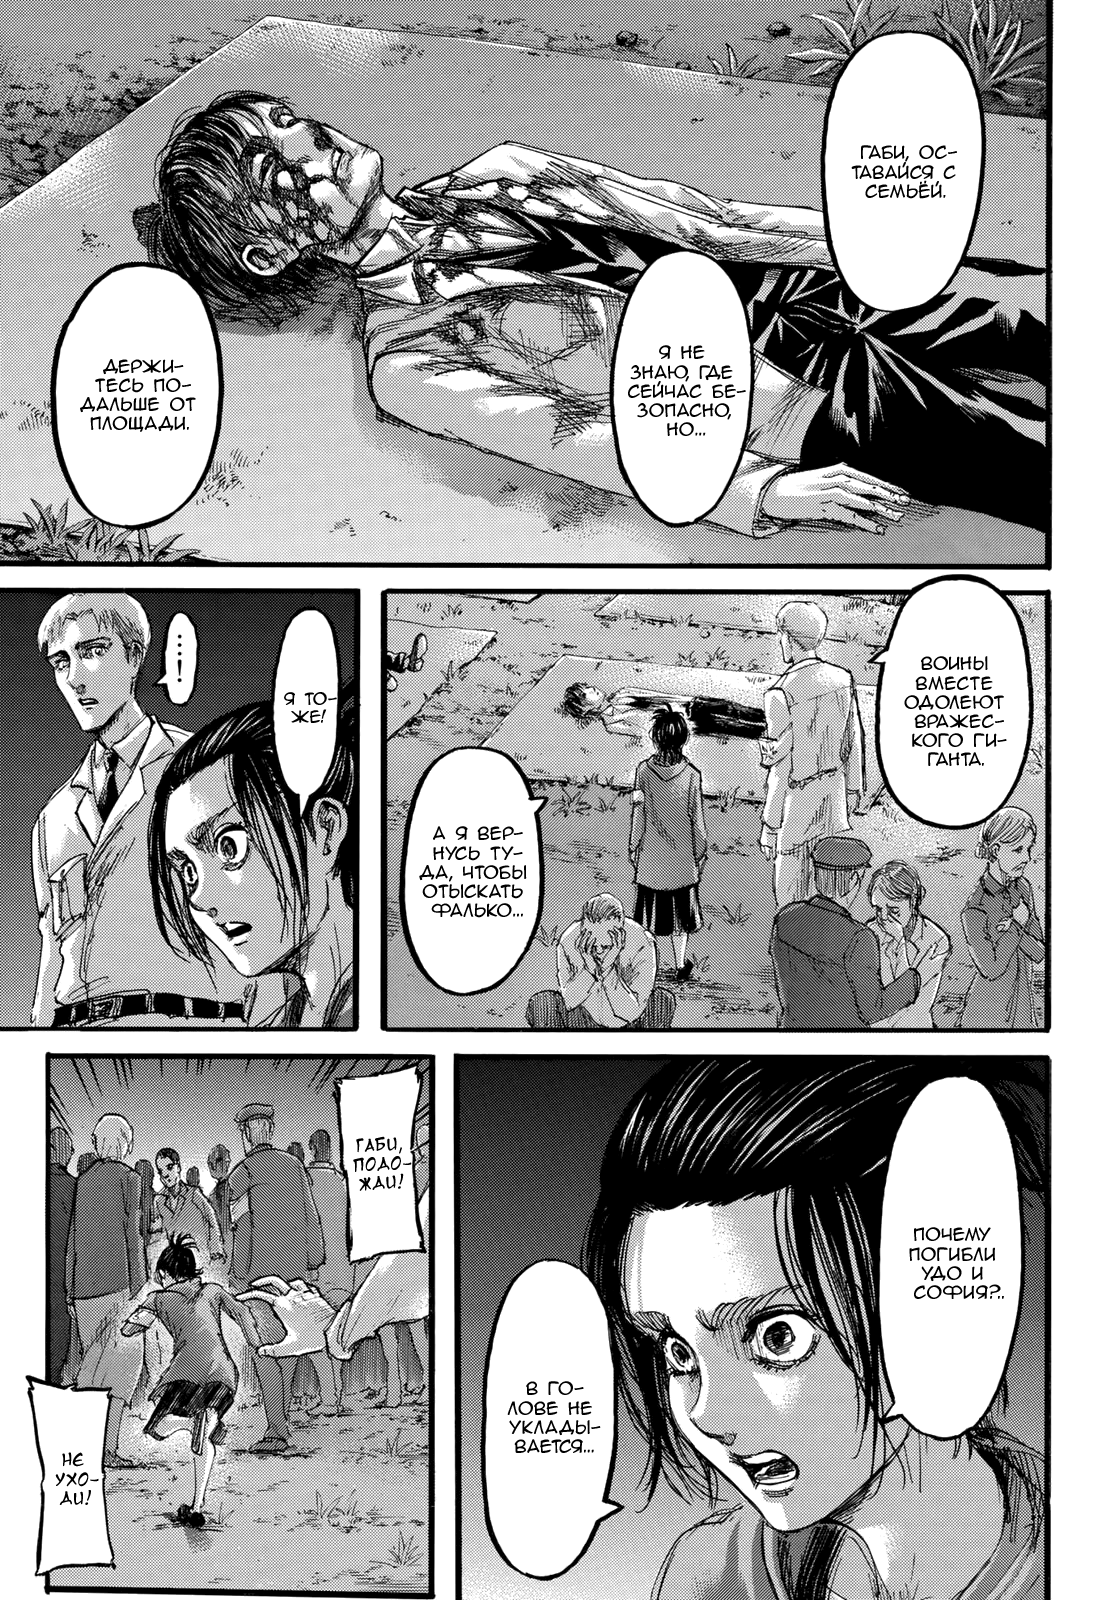 ГАБИ, ОС-
ТАВАЙСЯ С
СЕМЬЁЙ.
Я НЕ
ЗНАЮ, ГДЕ
СЕЙЧАС БЕ-
ЗОПАСНО,
НО...
ДЕРЖИ-
ТЕСЬ ПО-
ДАЛЬШЕ ОТ
ПЛОЩАДИ.
ВОИНЫ
ВМЕСТЕ
ОДОЛЕЮТ
ВРАЖЕС-
КОГО ГИ-
ГАНТА.
А Я ВЕР-
НУСЬ ТУ-
ДА, ЧТОБЫ
ОТЫСКАТЬ
ФАЛЬКО...
Я ТО-
ЖЕ!
...!
ПОЧЕМУ
ПОГИБЛИ
УДО И
СОФИЯ?..
В ГО-
ЛОВЕ НЕ
УКЛАДЫ-
ВАЕТСЯ...
ГАБИ,
ПОДО-
ЖДИ!
НЕ
УХО-
ДИ!